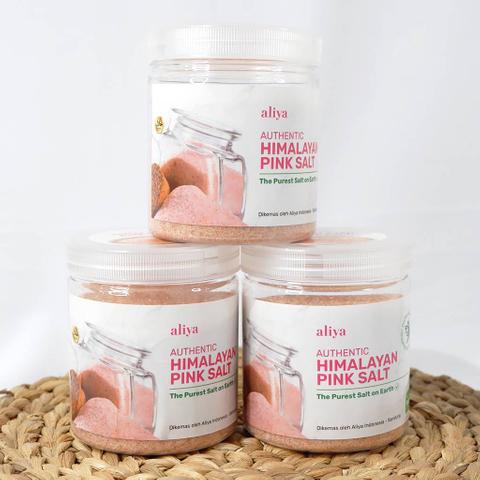 aliya
AUTHENTIC
HIMALAYAN
PINK SALT
The Purest Salt on Earth
Dikemas oleh Aliya Indonesia -
aliya
AUTHENTIC
HIMALAYAN
PINK SALT
The Purest Salt on Earth
Dikemas oleh Aliya Indonesia -
aliya
AUTHENTIC
HIMALAYAN
PINK SALT
The Purest Salt on Earth
Dikemas oleh Aliya Indonesia - Bandung